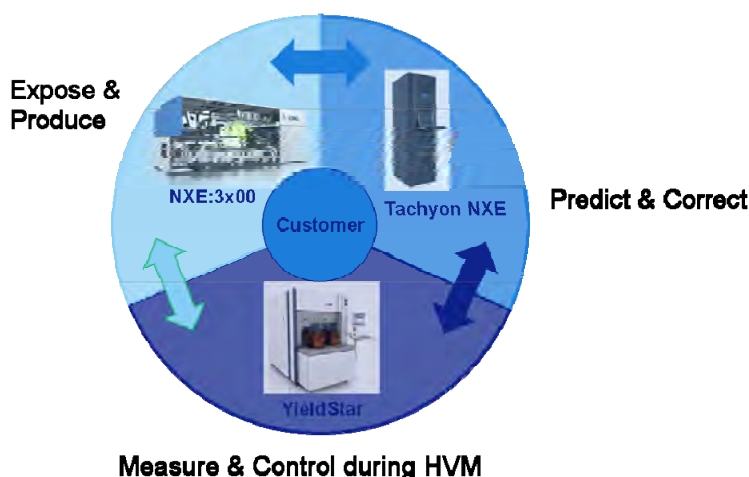 Expose &
Produce
NXE:3x00
Tachyon NXE
Customer
Predict & Correct
YieldStar
Measure & Control during HVM